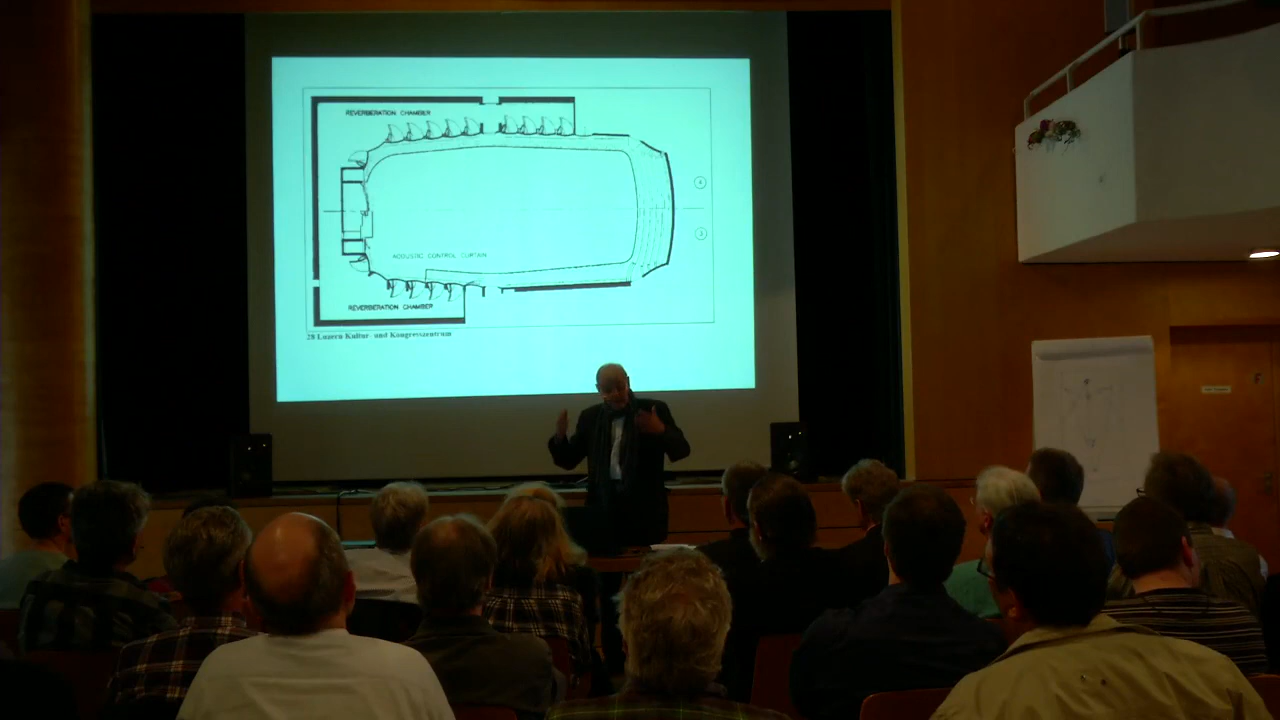 REVERBERATION CHAMBER
ACOUSTIC CONTROL CURTAIN
REVERBERATION CHAMBER
28 Luzern Kultur- und Kongresszentrum